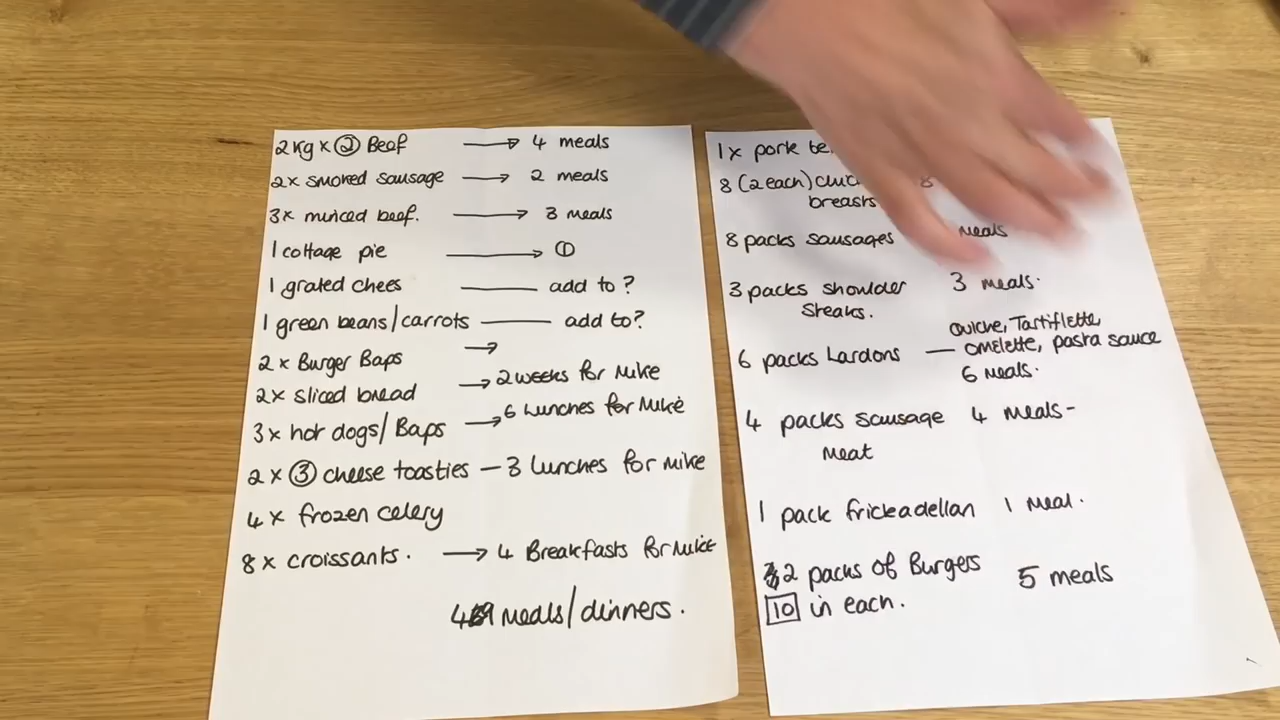 2kg x ② Beef → 4 meals
2x smoked sausage → 2 meals
3x minced beef. → 3 meals
1 cottage pie → ①
1 grated chees — add to ?
1 green beans/carrots — add to?
2 x Burger Baps →
2x sliced bread → 2 weeks for Mike
3x hot dogs/Baps → 6 Lunches for Mike
2 x ③ cheese toasties — 3 Lunches for Mike
4x frozen celery
8x croissants. → 4 Breakfasts for Mike
meals/dinners.
1x pork
8 (2 each) 8
breasts
8 packs sausages meals
3 packs shoulder 3 meals.
steaks.
Quiche, Tartiflette
6 packs Lardons — omelette, pasta sauce
6 Meals.
4 packs sausage 4 Meals-
Meat
1 pack frickadellan 1 Meal.
2 packs of Burgers 5 meals
10 in each.